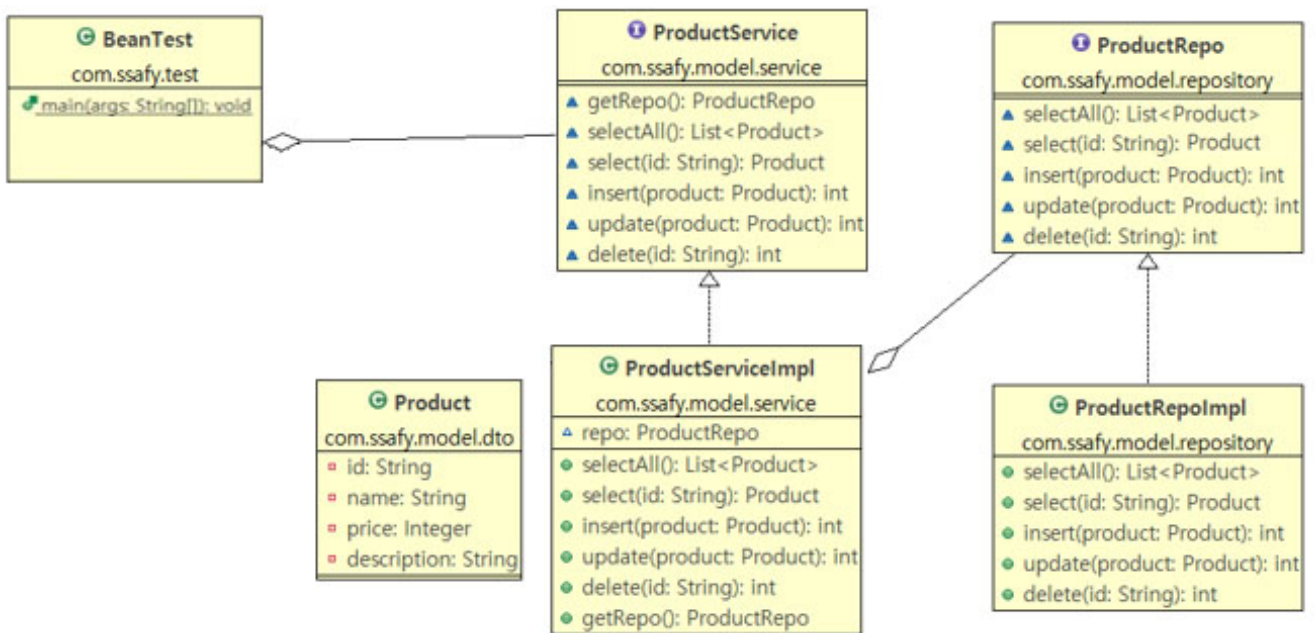 BeanTest
com.ssafy.test
main(args: String[]): void
ProductService
com.ssafy.model.service
getRepo(): ProductRepo
selectAll(): List<Product>
select(id: String): Product
insert(product: Product): int
update(product: Product): int
delete(id: String): int
ProductRepo
com.ssafy.model.repository
selectAll(): List<Product>
select(id: String): Product
insert(product: Product): int
update(product: Product): int
delete(id: String): int
Product
com.ssafy.model.dto
id: String
name: String
price: Integer
description: String
ProductServiceImpl
com.ssafy.model.service
repo: ProductRepo
selectAll(): List<Product>
select(id: String): Product
insert(product: Product): int
update(product: Product): int
delete(id: String): int
getRepo(): ProductRepo
ProductRepoImpl
com.ssafy.model.repository
selectAll(): List<Product>
select(id: String): Product
insert(product: Product): int
update(product: Product): int
delete(id: String): int